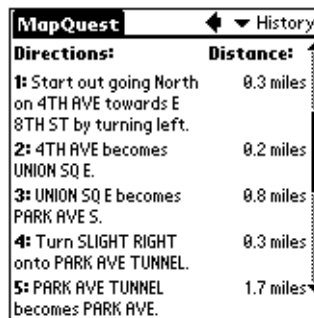 MapQuest History
Directions: Distance:
1: Start out going North 0.3 miles
on 4TH AVE towards E
8TH ST by turning left.
2: 4TH AVE becomes 0.2 miles
UNION SQ E.
3: UNION SQ E becomes 0.8 miles
PARK AVE S.
4: Turn SLIGHT RIGHT 0.3 miles
onto PARK AVE TUNNEL.
5: PARK AVE TUNNEL 1.7 miles
becomes PARK AVE.